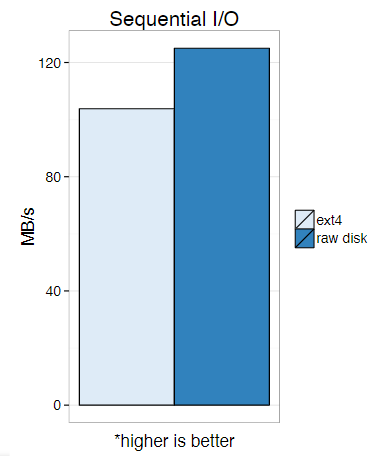 Sequential I/O
MB/s
120
80
40
0
ext4
raw disk
*higher is better